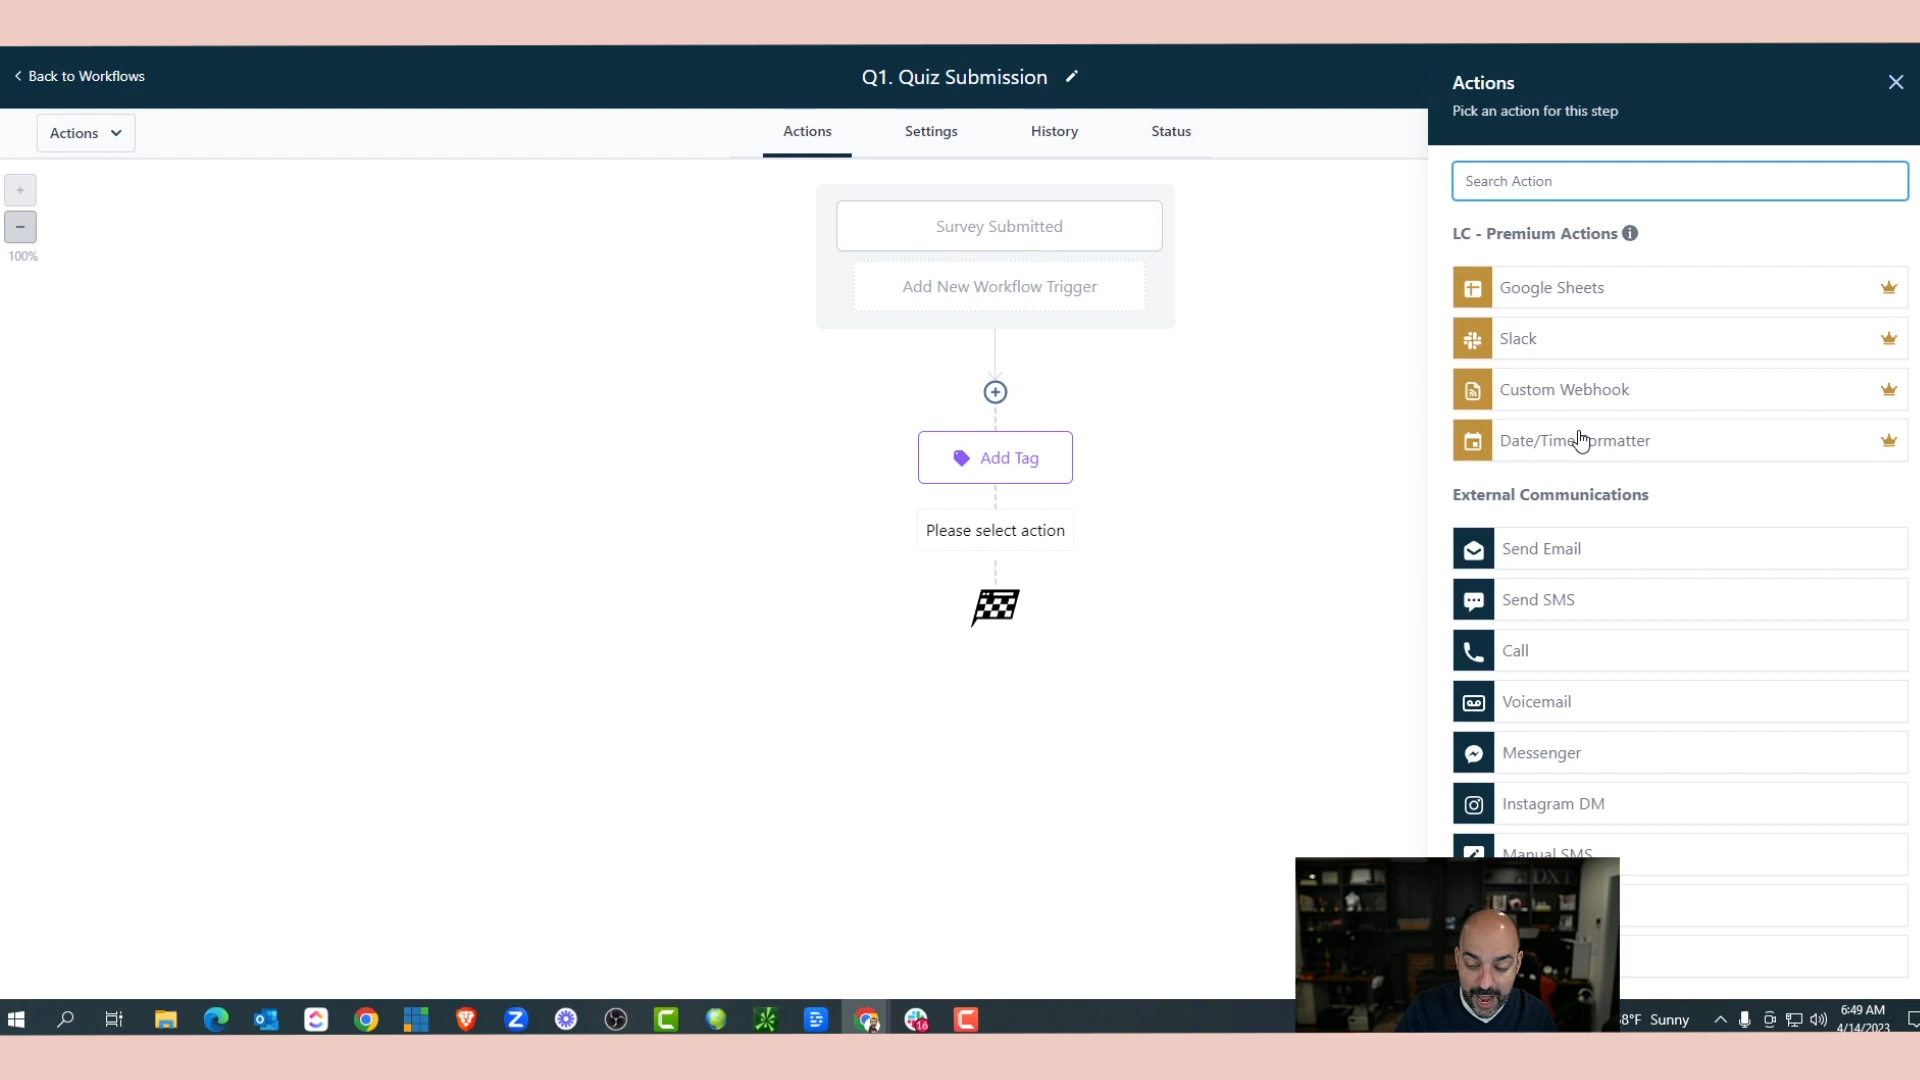 Back to Workflows
Q1. Quiz Submission
Actions
Pick an action for this step
Actions
Actions
Settings
History
Status
Search Action
+
−
100%
Survey Submitted
Add New Workflow Trigger
Add Tag
Please select action
LC - Premium Actions
Google Sheets
Slack
Custom Webhook
Date/Time Formatter
External Communications
Send Email
Send SMS
Call
Voicemail
Messenger
Instagram DM
Manual SMS
DXT
16
8°F Sunny
6:49 AM
4/14/2023